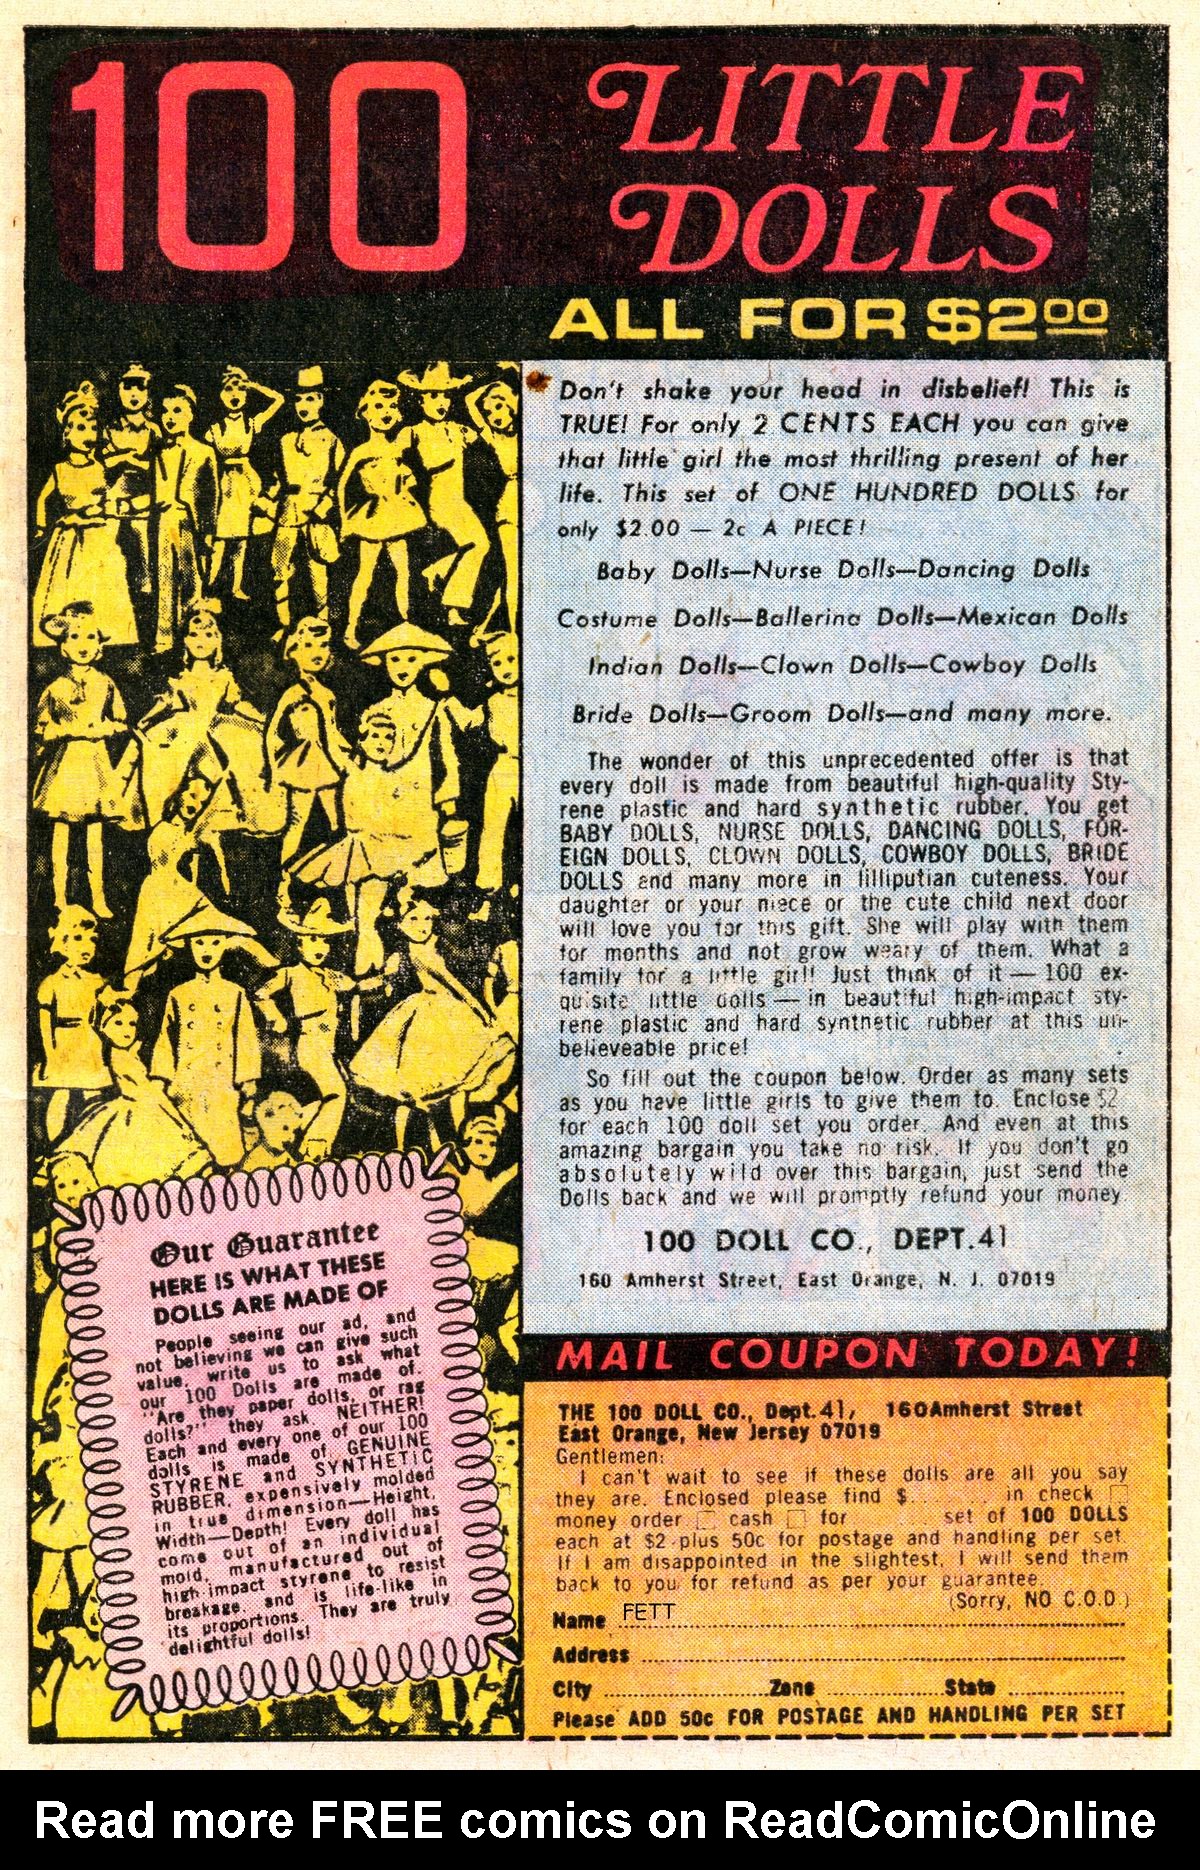 100
LITTLE
DOLLS
ALL FOR $2.00
Don't shake your head in disbelief! This is
TRUE! For only 2 CENTS EACH you can give
that little girl the most thrilling present of her
life. This set of ONE HUNDRED DOLLS for
only $2.00 — 2c A PIECE!
Baby Dolls—Nurse Dolls—Dancing Dolls
Costume Dolls—Ballerina Dolls—Mexican Dolls
Indian Dolls—Clown Dolls—Cowboy Dolls
Bride Dolls—Groom Dolls—and many more.
The wonder of this unprecedented offer is that
every doll is made from beautiful high-quality Sty-
rene plastic and hard synthetic rubber. You get
BABY DOLLS, NURSE DOLLS, DANCING DOLLS, FOR-
EIGN DOLLS, CLOWN DOLLS, COWBOY DOLLS, BRIDE
DOLLS and many more in lilliputian cuteness. Your
daughter or your niece or the cute child next door
will love you for this gift. She will play with them
for months and not grow weary of them. What a
family for a little girl! Just think of it — 100 ex-
quisite little dolls — in beautiful high-impact sty-
rene plastic and hard synthetic rubber at this un-
believeable price!
So fill out the coupon below. Order as many sets
as you have little girls to give them to. Enclose $2
for each 100 doll set you order. And even at this
amazing bargain you take no risk. If you don't go
absolutely wild over this bargain, just send the
Dolls back and we will promptly refund your money.
100 DOLL CO., DEPT. 41
160 Amherst Street, East Orange, N. J. 07019
Our Guarantee
HERE IS WHAT THESE
DOLLS ARE MADE OF
People seeing our ad, and
not believing we can give such
value, write us to ask what
our 100 Dolls are made of.
"Are they paper dolls, or rag
dolls?" they ask. NEITHER!
Each and every one of our 100
dolls is made of GENUINE
STYRENE and SYNTHETIC
RUBBER, expensively molded
in true dimension—Height,
Width—Depth! Every doll has
come out of an individual
mold, manufactured out of
high-impact styrene to resist
breakage, and is life-like in
its proportions. They are truly
delightful dolls!
MAIL COUPON TODAY!
THE 100 DOLL CO., Dept. 41, 160 Amherst Street
East Orange, New Jersey 07019
Gentlemen:
I can't wait to see if these dolls are all you say
they are. Enclosed please find $......... in check □
money order □ cash □ for ......... set of 100 DOLLS
each at $2 plus 50c for postage and handling per set.
If I am disappointed in the slightest, I will send them
back to you for refund as per your guarantee.
(Sorry, NO C.O.D.)
Name FETT
Address
City Zone State
Please ADD 50c FOR POSTAGE AND HANDLING PER SET
Read more FREE comics on ReadComicOnline